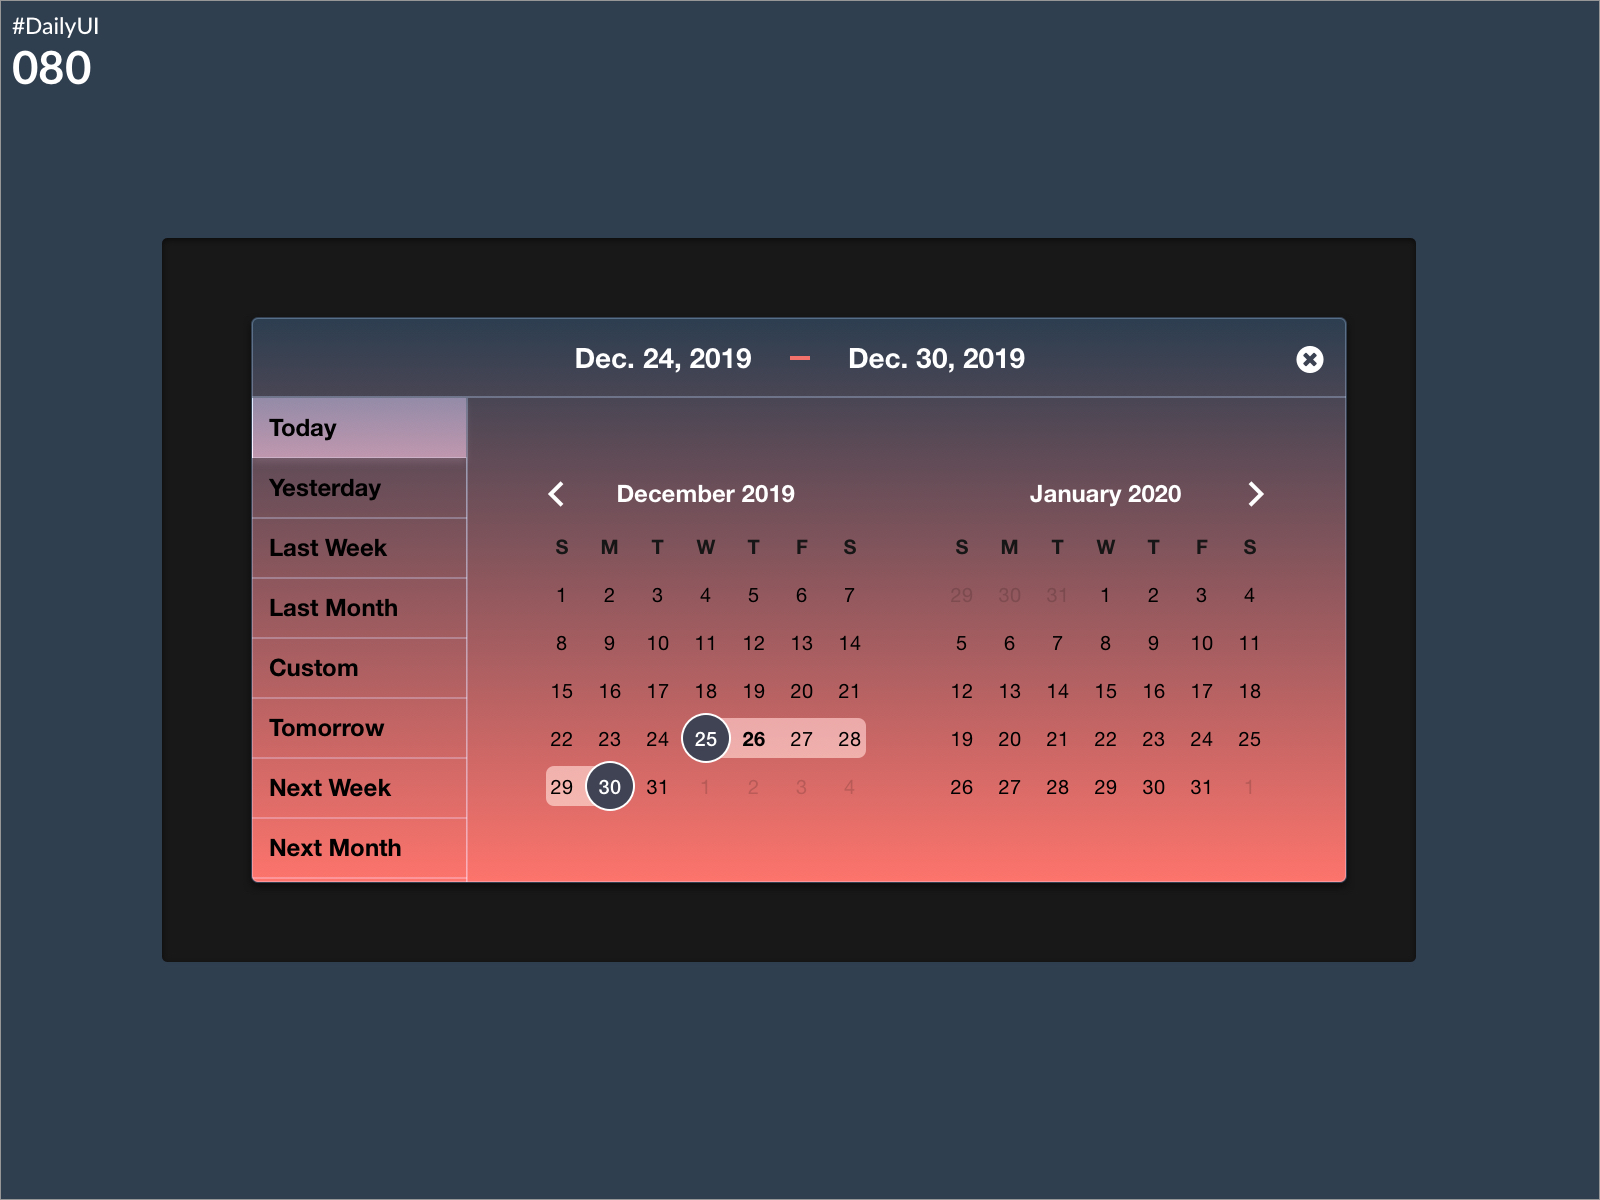 #DailyUI
080
Dec. 24, 2019 – Dec. 30, 2019
Today
Yesterday
Last Week
Last Month
Custom
Tomorrow
Next Week
Next Month
December 2019
S M T W T F S
1 2 3 4 5 6 7
8 9 10 11 12 13 14
15 16 17 18 19 20 21
22 23 24 25 26 27 28
29 30 31 1 2 3 4
January 2020
S M T W T F S
29 30 31 1 2 3 4
5 6 7 8 9 10 11
12 13 14 15 16 17 18
19 20 21 22 23 24 25
26 27 28 29 30 31 1